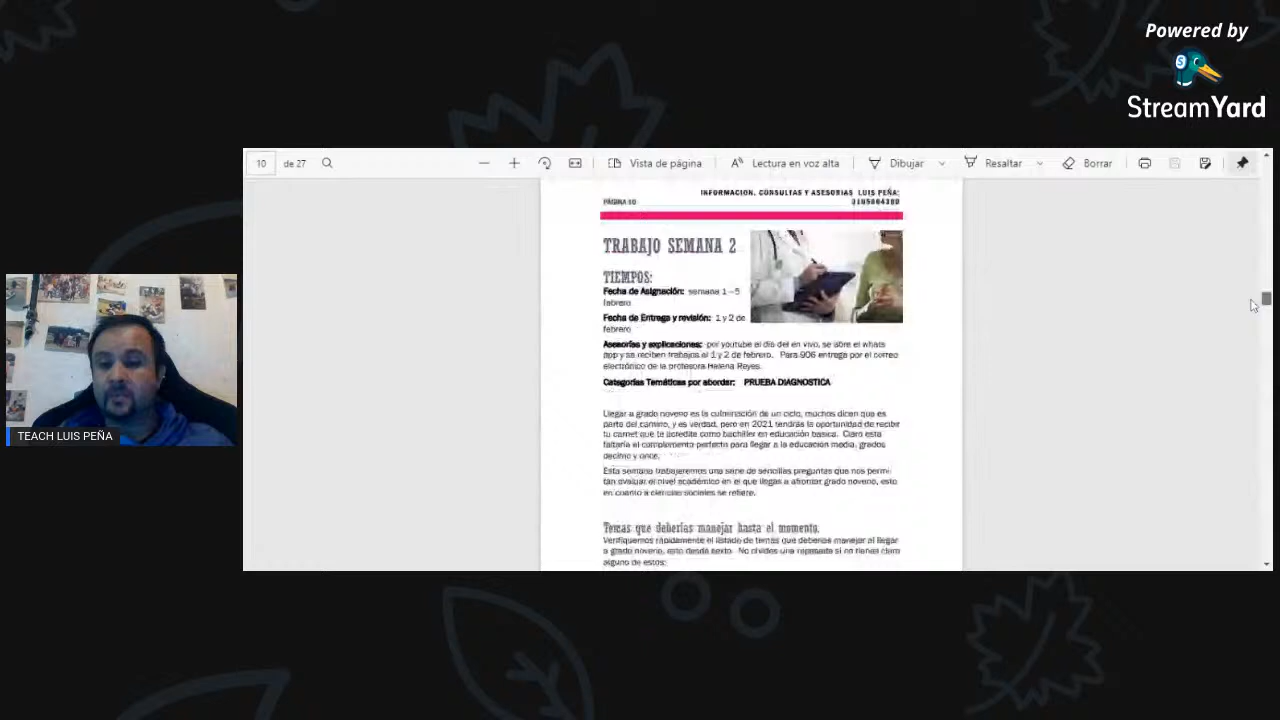 Powered by
StreamYard
10 de 27
Vista de página
Lectura en voz alta
Dibujar
Resaltar
Borrar
INFORMACION, CONSULTAS Y ASESORIAS LUIS PEÑA:
PÁGINA 10
TRABAJO SEMANA 2
TIEMPOS:
Fecha de Asignación: semana 1 –5
febrero
Fecha de Entrega y revisión: 1 y 2 de
febrero
Asesorías y explicaciones: por youtube el día del en vivo, se abre el whats
app y se reciben trabajos el 1 y 2 de febrero. Para 906 entrega por el correo
electrónico de la profesora Helena Reyes.
Categorías Temáticas por abordar: PRUEBA DIAGNOSTICA
Llegar a grado noveno es la culminación de un ciclo, muchos dicen que es
parte del camino, y es verdad, pero en 2021 tendrás la oportunidad de recibir
tu carnet que te acredite como bachiller en educación basica. Claro esta
faltaría el complemento perfecto para llegar a la educación media, grados
decimo y once.
Esta semana trabajaremos una serie de sencillas preguntas que nos permi-
tan evaluar el nivel académico en el que llegas a afrontar grado noveno, esto
en cuanto a ciencias sociales se refiere.
Temas que deberías manejar hasta el momento.
Verifiquemos rápidamente el listado de temas que deberías manejar al llegar
a grado noveno, esto desde sexto. No olvides una repasada si no tienes claro
alguno de estos:
TEACH LUIS PEÑA